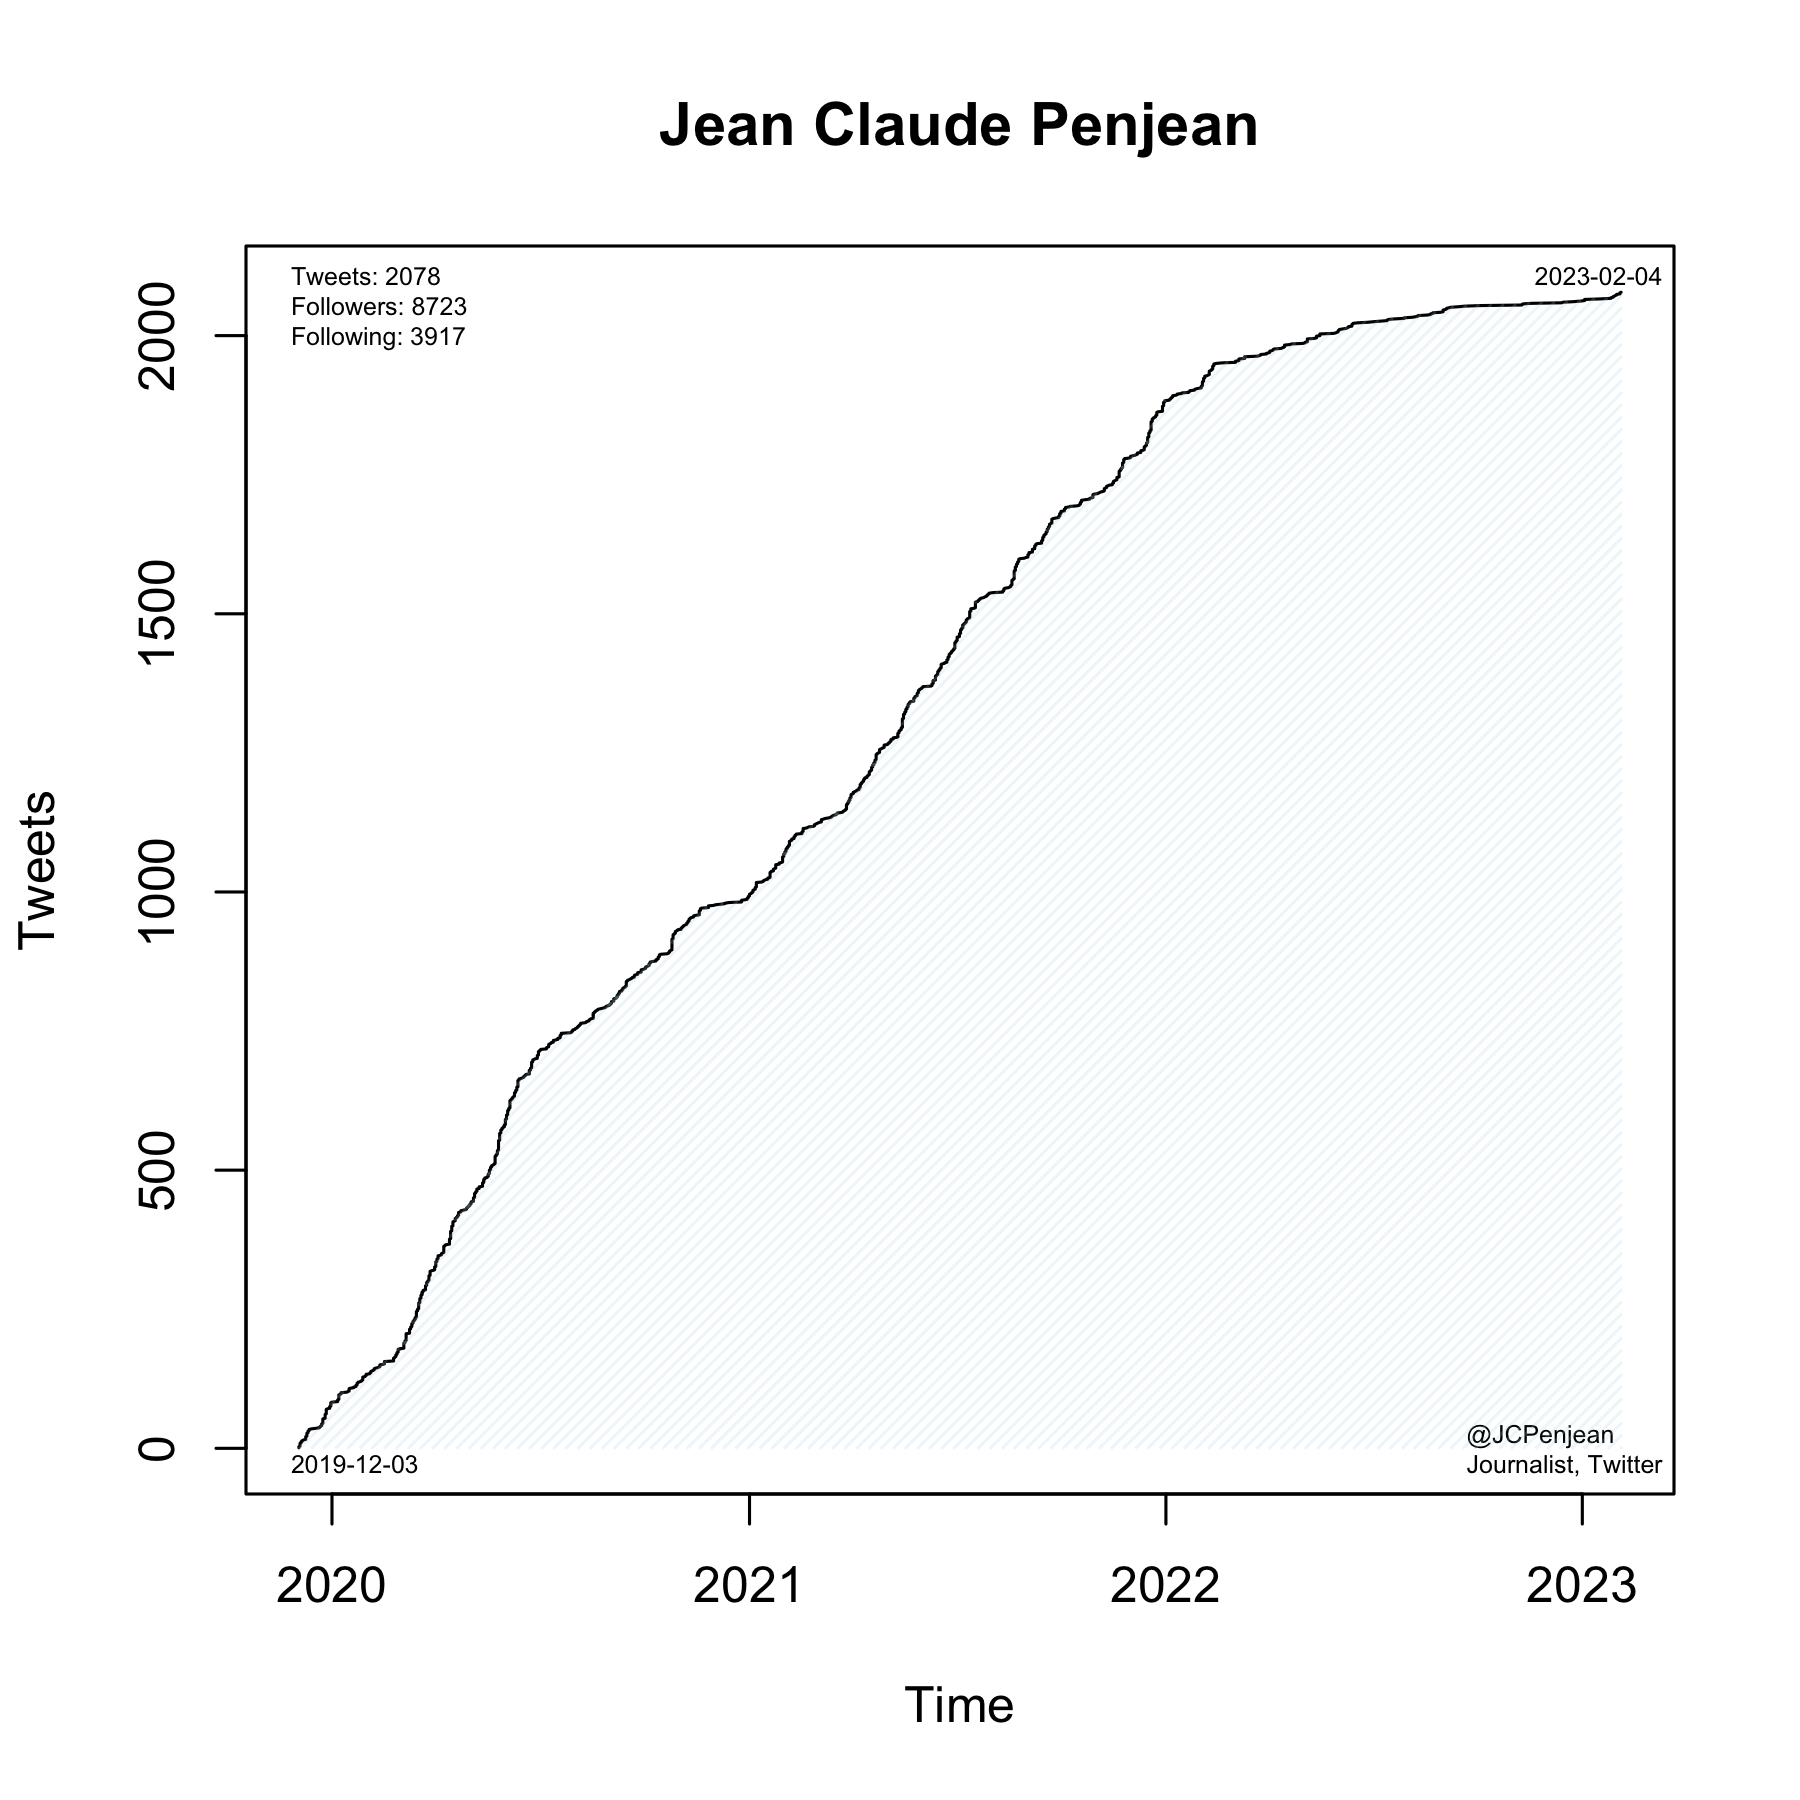 Jean Claude Penjean
Tweets: 2078
Followers: 8723
Following: 3917
2023-02-04
2000
1500
1000
500
0
Tweets
@JCPenjean
Journalist, Twitter
2019-12-03
2020
2021
2022
2023
Time